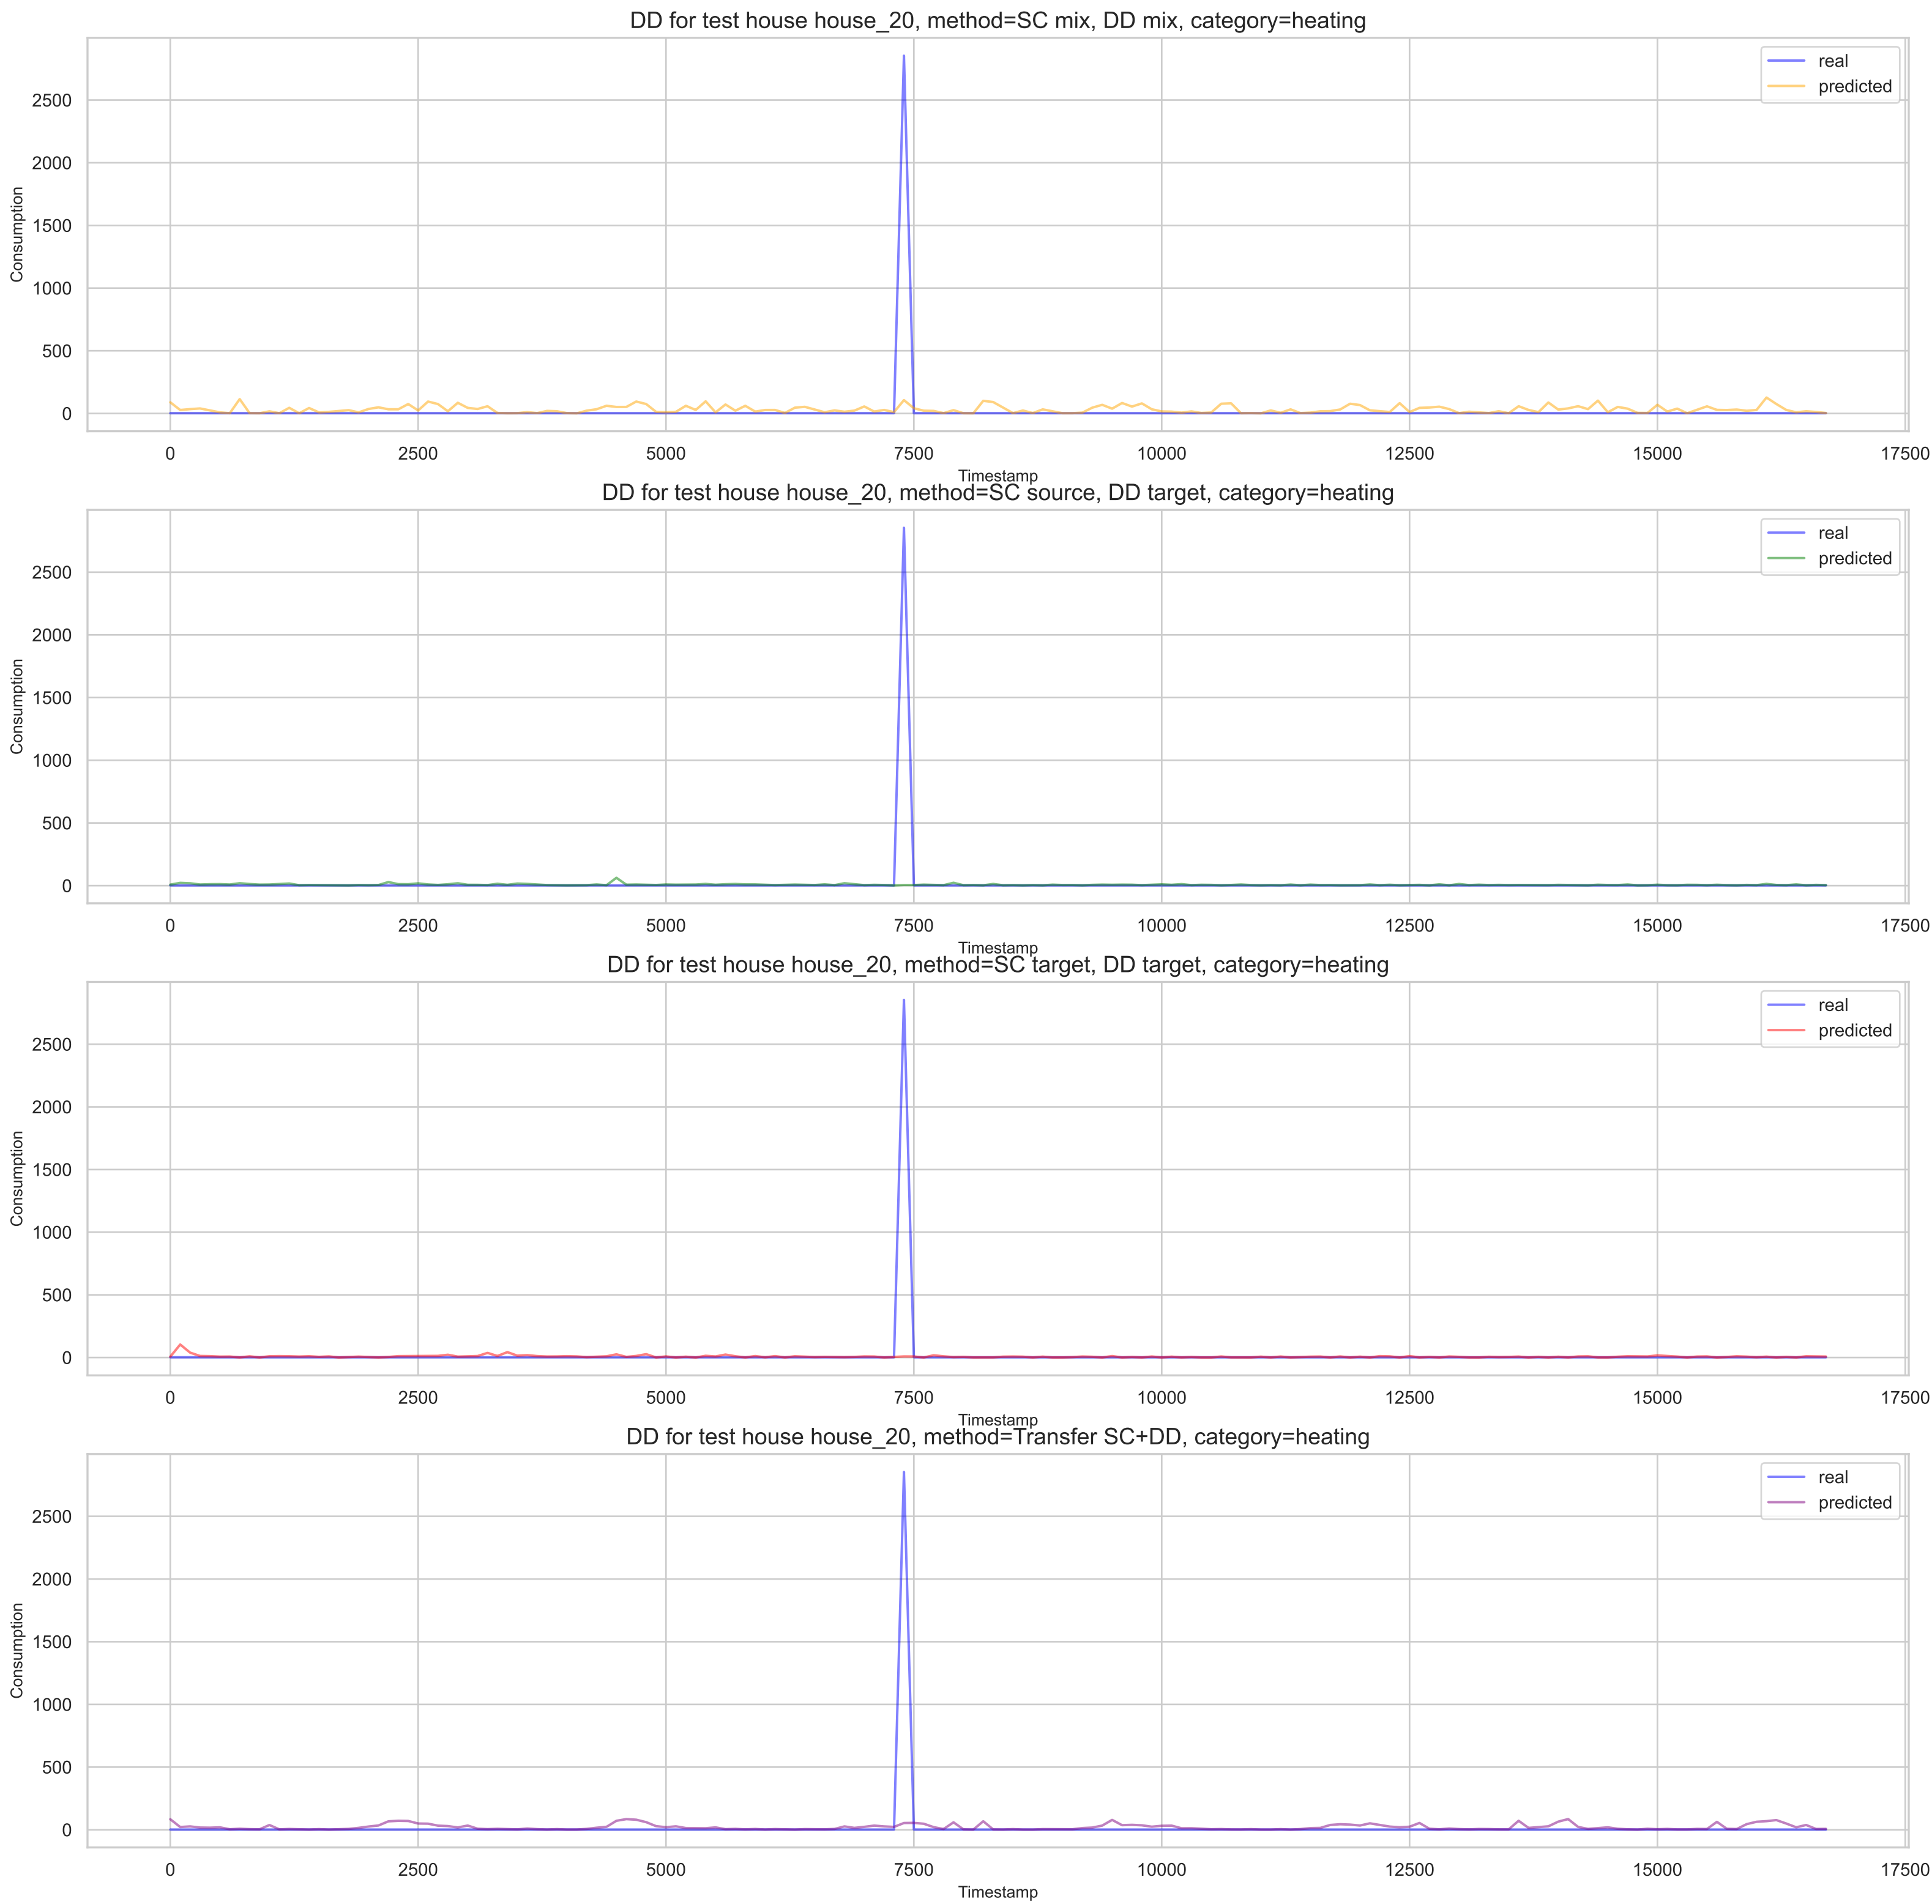 DD for test house house_20, method=SC mix, DD mix, category=heating
real
predicted
2500
2000
1500
1000
500
0
Consumption
0 2500 5000 7500 10000 12500 15000 17500
Timestamp
DD for test house house_20, method=SC source, DD target, category=heating
real
predicted
2500
2000
1500
1000
500
0
Consumption
0 2500 5000 7500 10000 12500 15000 17500
Timestamp
DD for test house house_20, method=SC target, DD target, category=heating
real
predicted
2500
2000
1500
1000
500
0
Consumption
0 2500 5000 7500 10000 12500 15000 17500
Timestamp
DD for test house house_20, method=Transfer SC+DD, category=heating
real
predicted
2500
2000
1500
1000
500
0
Consumption
0 2500 5000 7500 10000 12500 15000 17500
Timestamp